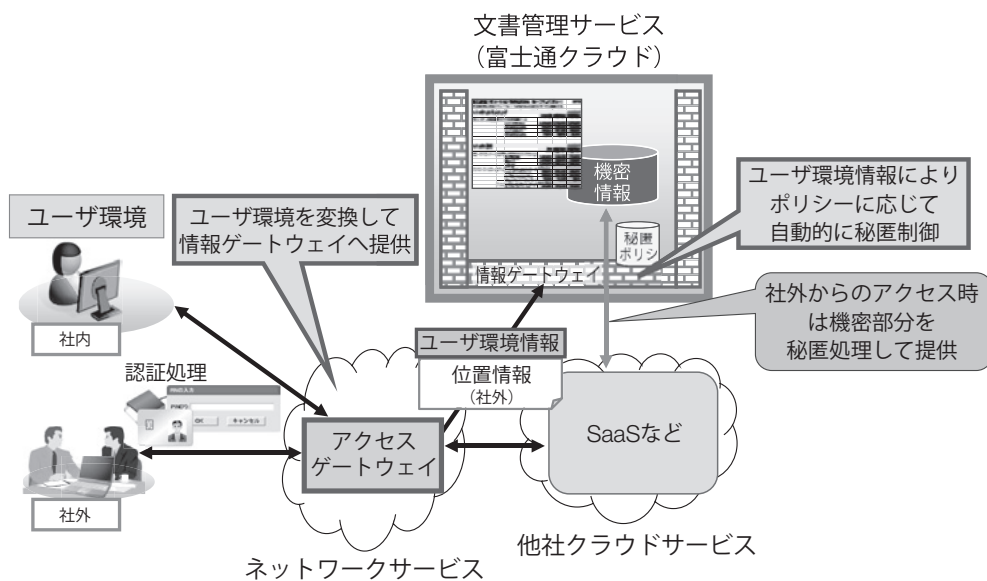 文書管理サービス
（富士通クラウド）
機密
情報
秘匿
ポリシ
情報ゲートウェイ
ユーザ環境情報により
ポリシーに応じて
自動的に秘匿制御
ユーザ環境
ユーザ環境を変換して
情報ゲートウェイへ提供
社内
社外からのアクセス時
は機密部分を
秘匿処理して提供
ユーザ環境情報
位置情報
（社外）
認証処理
OK
キャンセル
アクセス
ゲートウェイ
SaaSなど
社外
ネットワークサービス
他社クラウドサービス